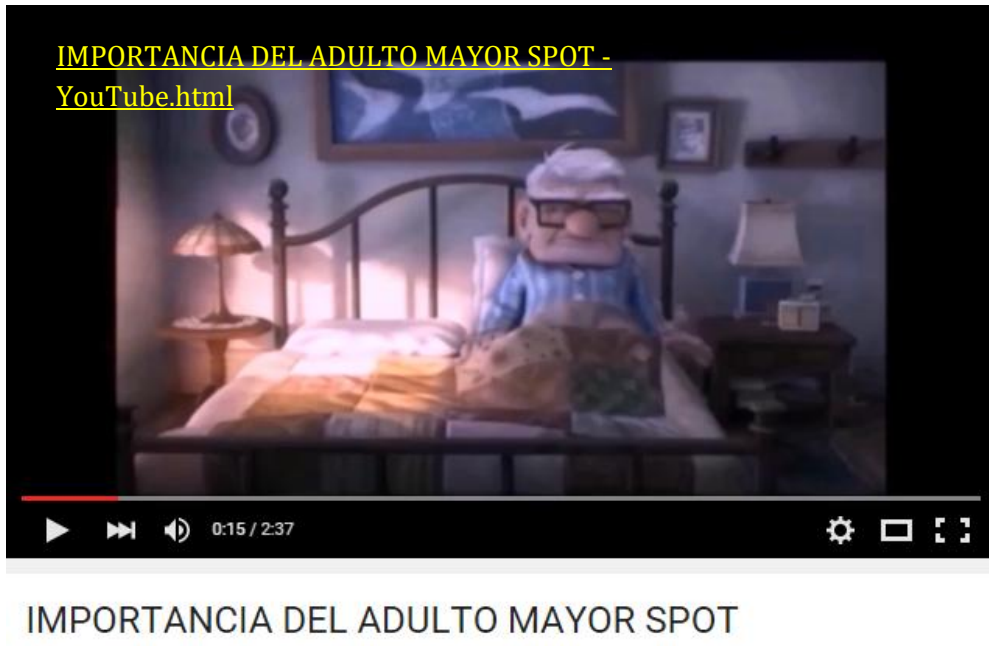 IMPORTANCIA DEL ADULTO MAYOR SPOT -
YouTube.html
0:15 / 2:37
IMPORTANCIA DEL ADULTO MAYOR SPOT